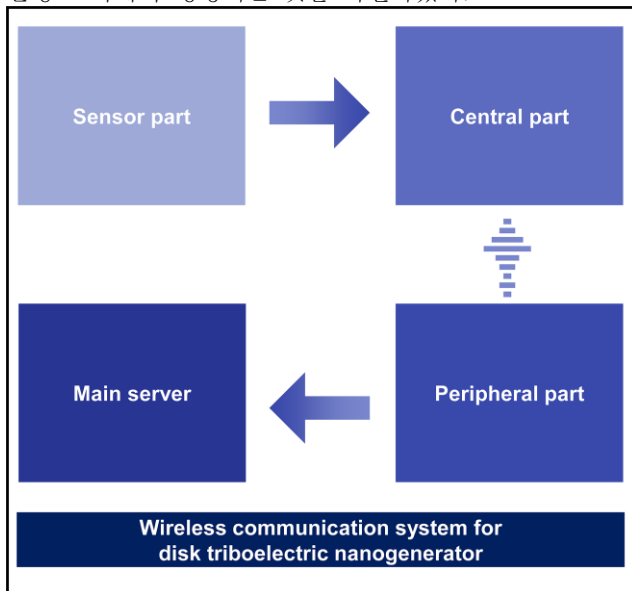 Sensor part
Central part
Main server
Peripheral part
Wireless communication system for
disk triboelectric nanogenerator